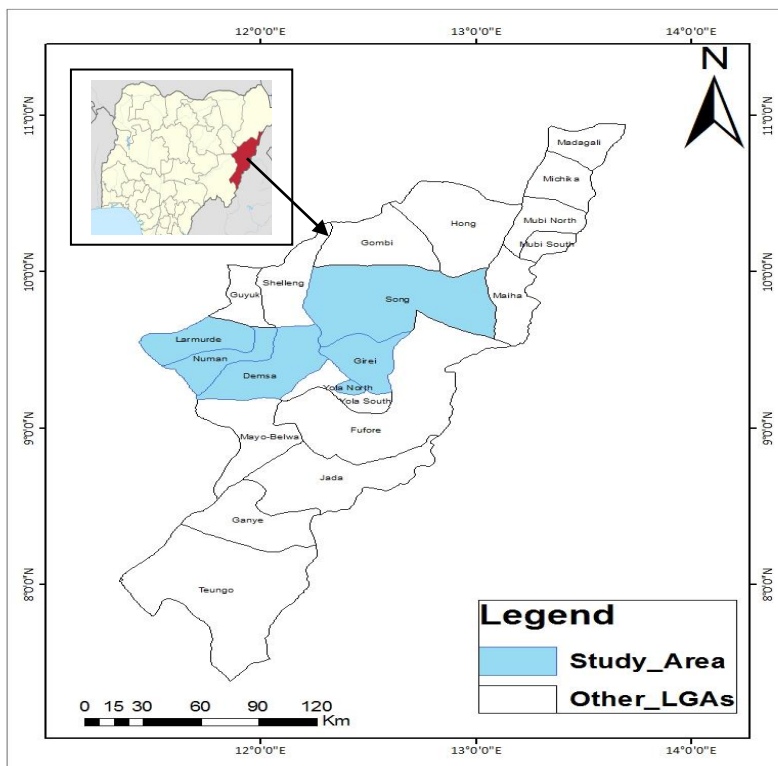 12°0'0"E 13°0'0"E 14°0'0"E
N
11°0'0"N 11°0'0"N
Madagali
Michika
Mubi North
Hong
Gombi
Mubi South
10°0'0"N 10°0'0"N
Shelleng
Guyuk
Song
Maiha
Larmurde
Girei
Numan
Demsa
Yola North
Yola South
9°0'0"N 9°0'0"N
Fufore
Mayo-Belwa
Jada
Ganye
8°0'0"N 8°0'0"N
Teungo
Legend
Study_Area
Other_LGAs
0 15 30 60 90 120
Km
12°0'0"E 13°0'0"E 14°0'0"E